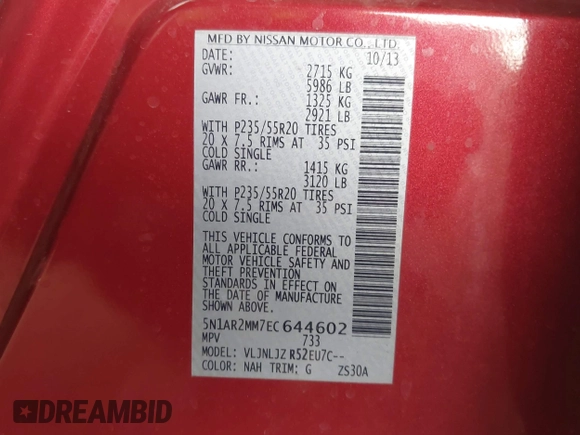 MFD BY NISSAN MOTOR CO., LTD.
DATE: 10/13
GVWR: 2715 KG
5986 LB
GAWR FR.: 1325 KG
2921 LB
WITH P235/55R20 TIRES
20 X 7.5 RIMS AT 35 PSI
COLD SINGLE
GAWR RR.: 1415 KG
3120 LB
WITH P235/55R20 TIRES
20 X 7.5 RIMS AT 35 PSI
COLD SINGLE
THIS VEHICLE CONFORMS TO
ALL APPLICABLE FEDERAL
MOTOR VEHICLE SAFETY AND
THEFT PREVENTION
STANDARDS IN EFFECT ON
THE DATE OF MANUFACTURE
SHOWN ABOVE.
5N1AR2MM7EC644602
MPV 733
MODEL: VLJNLJZ R52EU7C--
COLOR: NAH TRIM: G ZS30A
DREAMBID